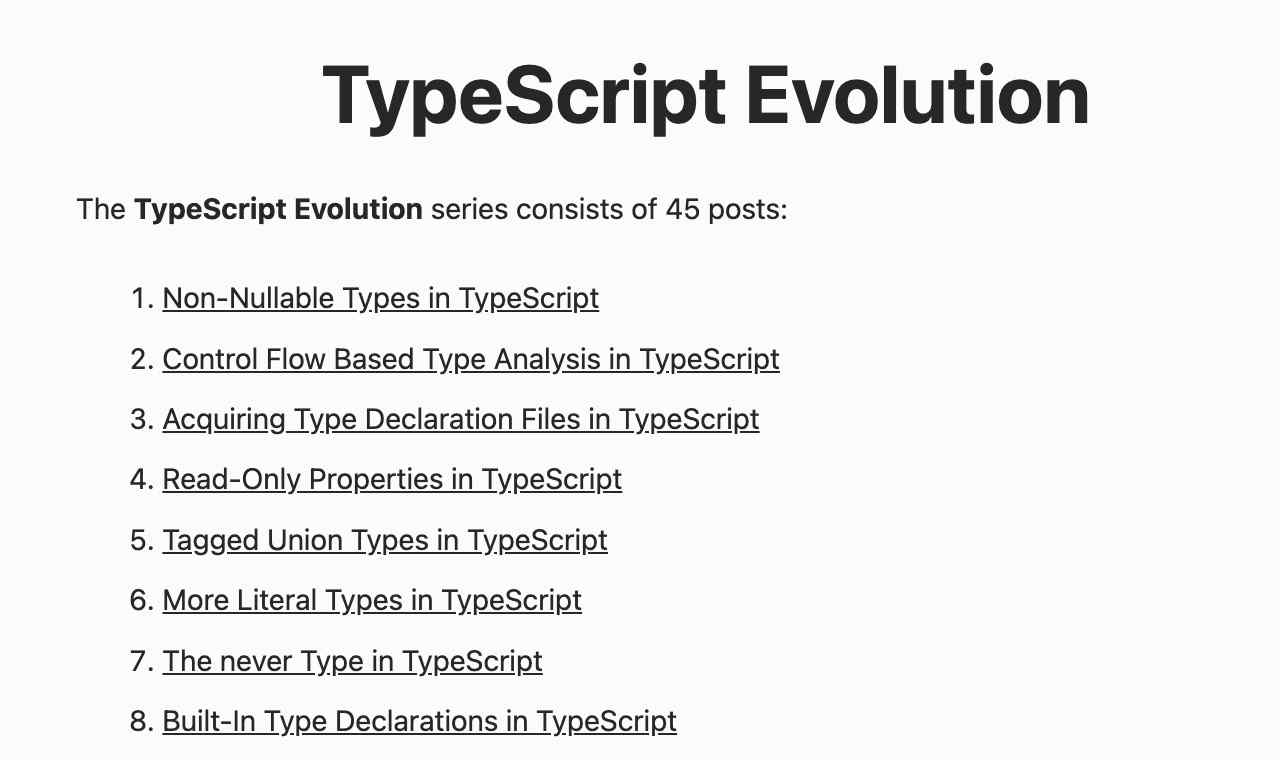 TypeScript Evolution
The TypeScript Evolution series consists of 45 posts:
1. Non-Nullable Types in TypeScript
2. Control Flow Based Type Analysis in TypeScript
3. Acquiring Type Declaration Files in TypeScript
4. Read-Only Properties in TypeScript
5. Tagged Union Types in TypeScript
6. More Literal Types in TypeScript
7. The never Type in TypeScript
8. Built-In Type Declarations in TypeScript